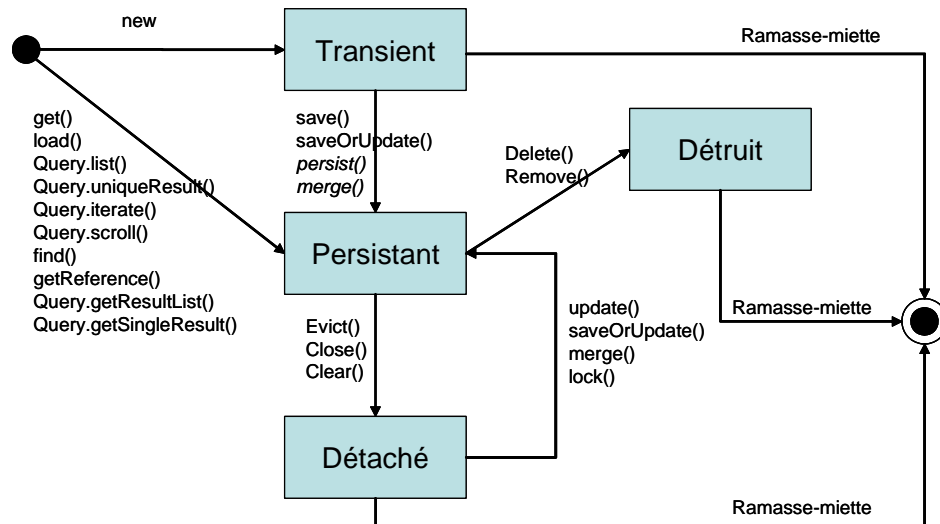 new
Transient
Ramasse-miette
get()
load()
Query.list()
Query.uniqueResult()
Query.iterate()
Query.scroll()
find()
getReference()
Query.getResultList()
Query.getSingleResult()
save()
saveOrUpdate()
persist()
merge()
Delete()
Remove()
Détruit
Persistant
Evict()
Close()
Clear()
update()
saveOrUpdate()
merge()
lock()
Ramasse-miette
Détaché
Ramasse-miette